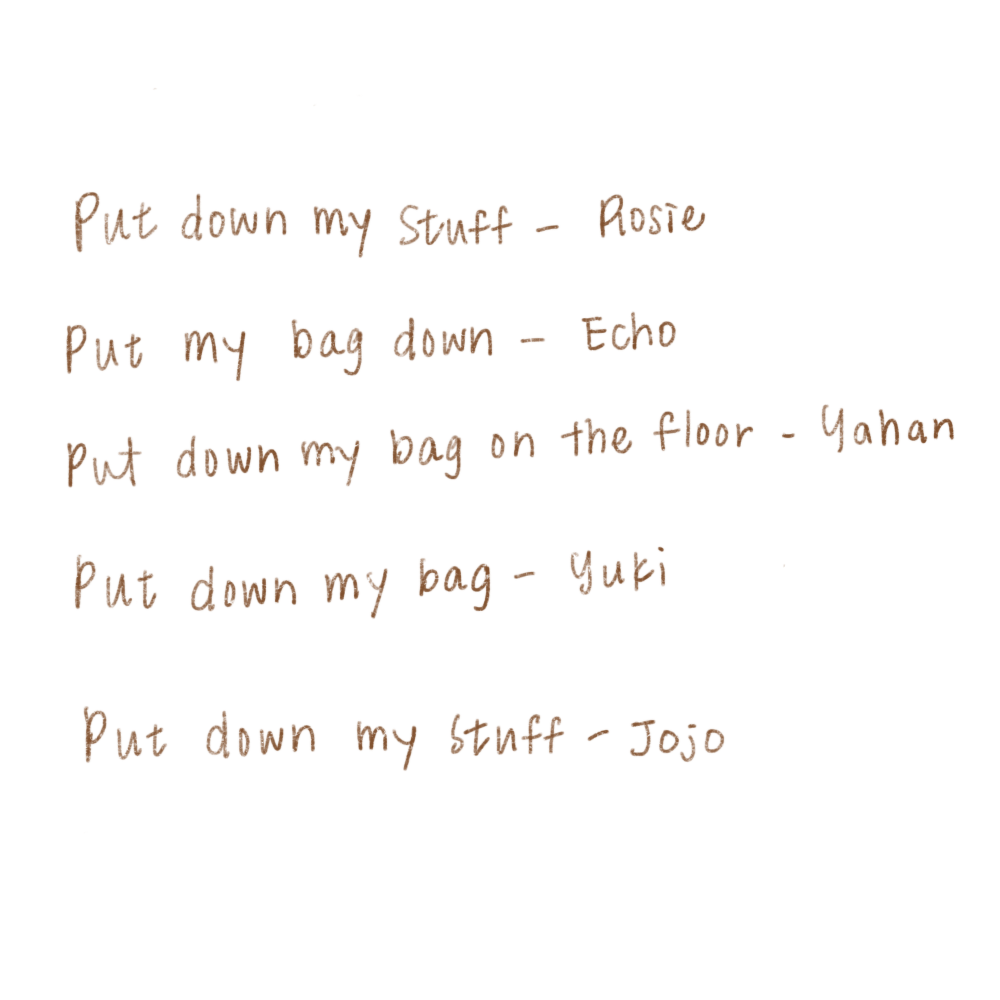 Put down my stuff - Rosie
Put my bag down - Echo
Put down my bag on the floor - Yahan
Put down my bag - Yuki
Put down my stuff - Jojo